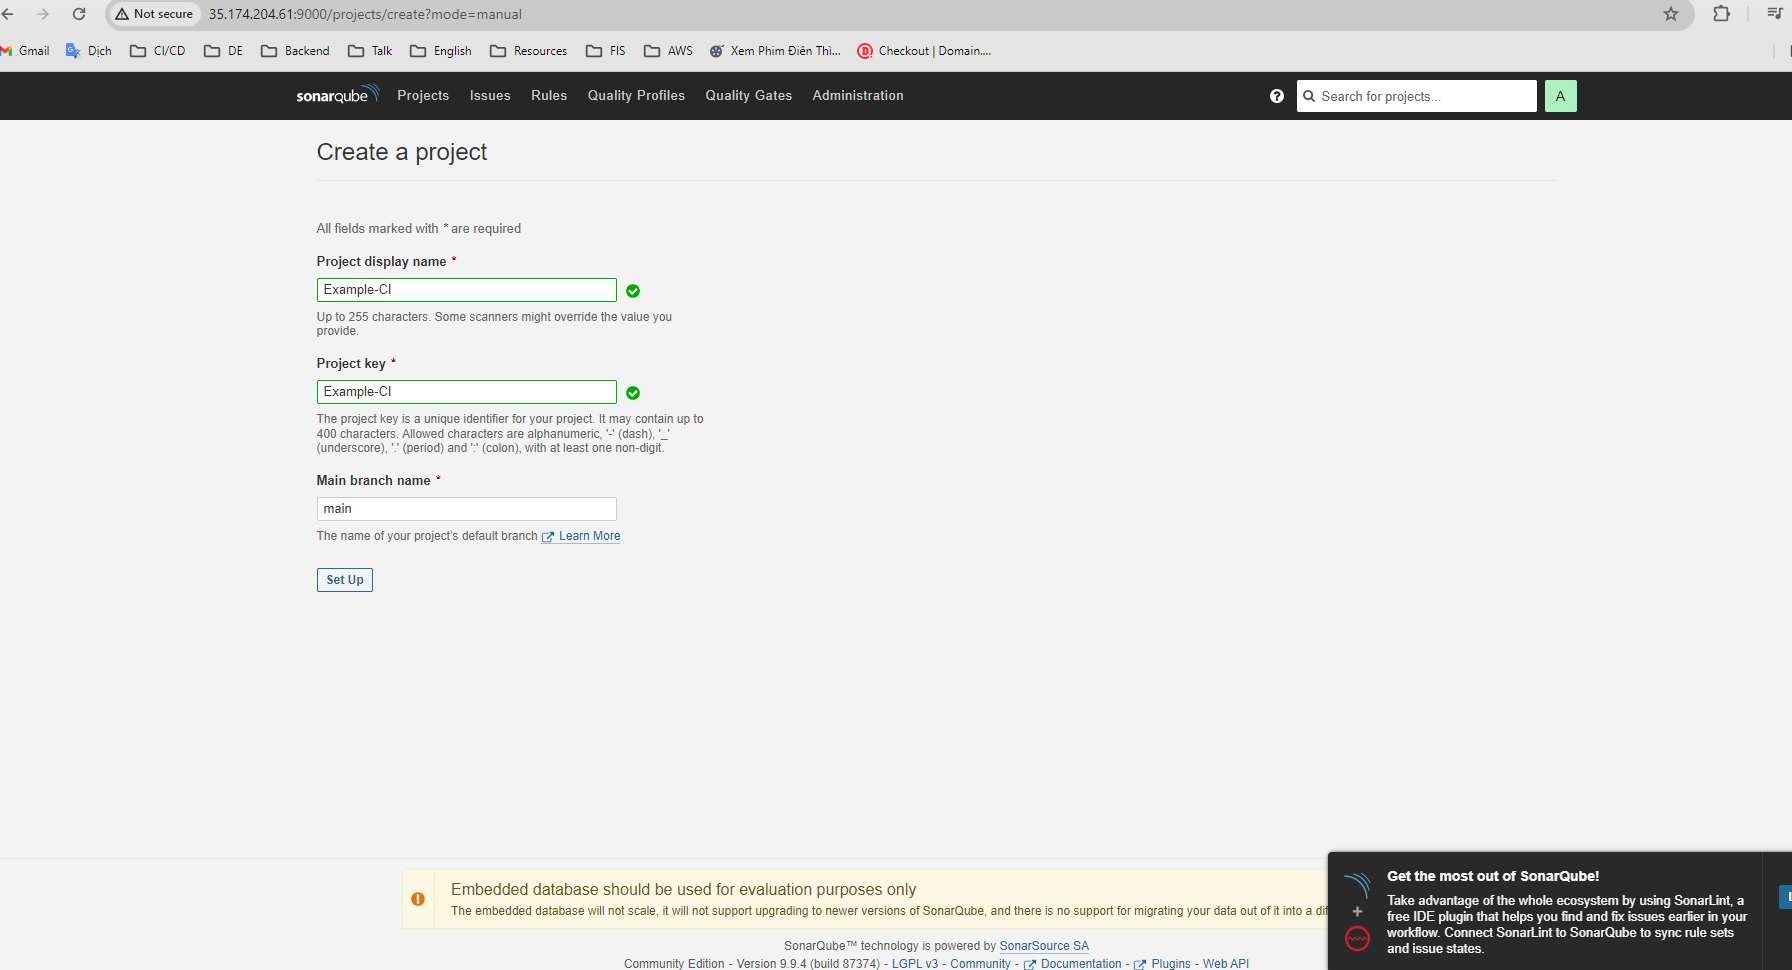 Not secure 35.174.204.61:9000/projects/create?mode=manual
Gmail Dịch CI/CD DE Backend Talk English Resources FIS AWS Xem Phim Điên Thì... Checkout | Domain....
sonarqube Projects Issues Rules Quality Profiles Quality Gates Administration ? Search for projects... A
Create a project
All fields marked with * are required
Project display name *
Example-CI
Up to 255 characters. Some scanners might override the value you
provide.
Project key *
Example-CI
The project key is a unique identifier for your project. It may contain up to
400 characters. Allowed characters are alphanumeric, '-' (dash), '_'
(underscore), '.' (period) and ':' (colon), with at least one non-digit.
Main branch name *
main
The name of your project's default branch Learn More
Set Up
Embedded database should be used for evaluation purposes only
The embedded database will not scale, it will not support upgrading to newer versions of SonarQube, and there is no support for migrating your data out of it into a dif
SonarQube™ technology is powered by SonarSource SA
Community Edition - Version 9.9.4 (build 87374) - LGPL v3 - Community - Documentation - Plugins - Web API
Get the most out of SonarQube!
Take advantage of the whole ecosystem by using SonarLint, a
free IDE plugin that helps you find and fix issues earlier in your
workflow. Connect SonarLint to SonarQube to sync rule sets
and issue states.